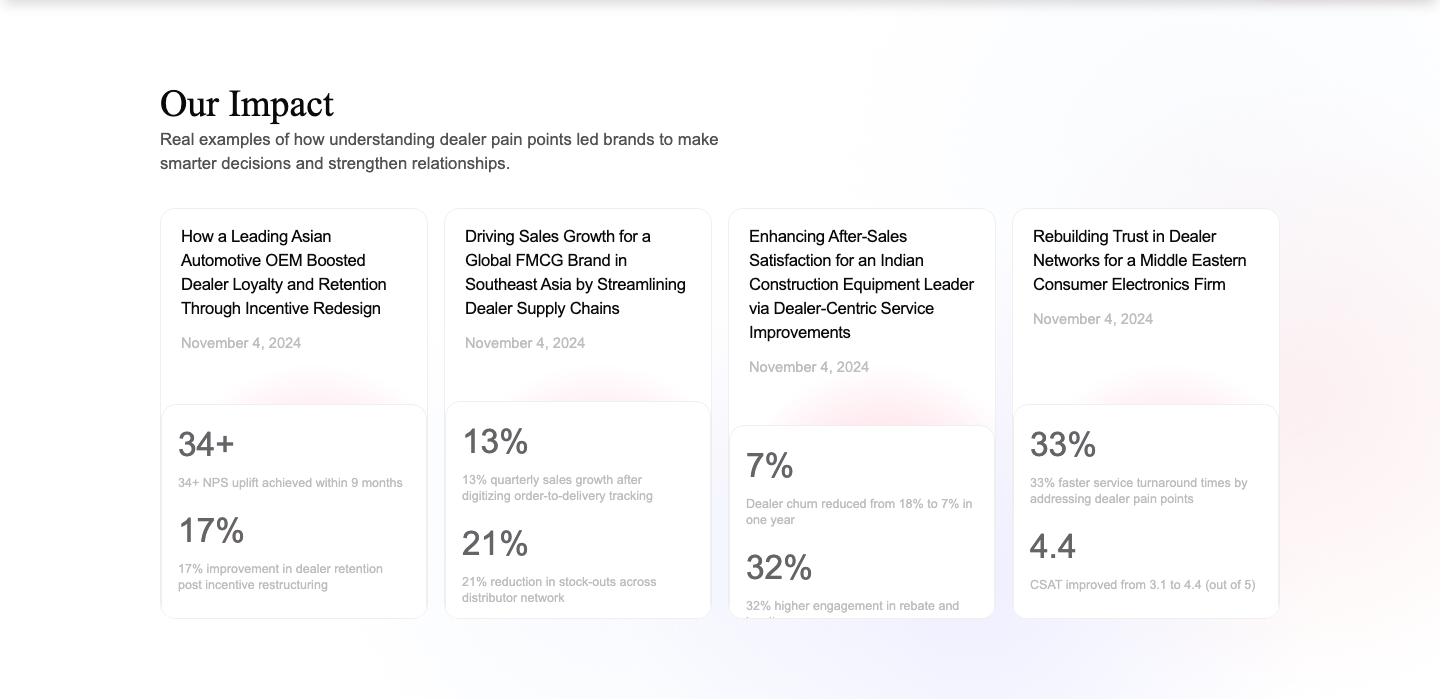 Our Impact
Real examples of how understanding dealer pain points led brands to make
smarter decisions and strengthen relationships.
How a Leading Asian
Automotive OEM Boosted
Dealer Loyalty and Retention
Through Incentive Redesign
November 4, 2024
34+
34+ NPS uplift achieved within 9 months
17%
17% improvement in dealer retention
post incentive restructuring
Driving Sales Growth for a
Global FMCG Brand in
Southeast Asia by Streamlining
Dealer Supply Chains
November 4, 2024
13%
13% quarterly sales growth after
digitizing order-to-delivery tracking
21%
21% reduction in stock-outs across
distributor network
Enhancing After-Sales
Satisfaction for an Indian
Construction Equipment Leader
via Dealer-Centric Service
Improvements
November 4, 2024
7%
Dealer churn reduced from 18% to 7% in
one year
32%
32% higher engagement in rebate and
Rebuilding Trust in Dealer
Networks for a Middle Eastern
Consumer Electronics Firm
November 4, 2024
33%
33% faster service turnaround times by
addressing dealer pain points
4.4
CSAT improved from 3.1 to 4.4 (out of 5)